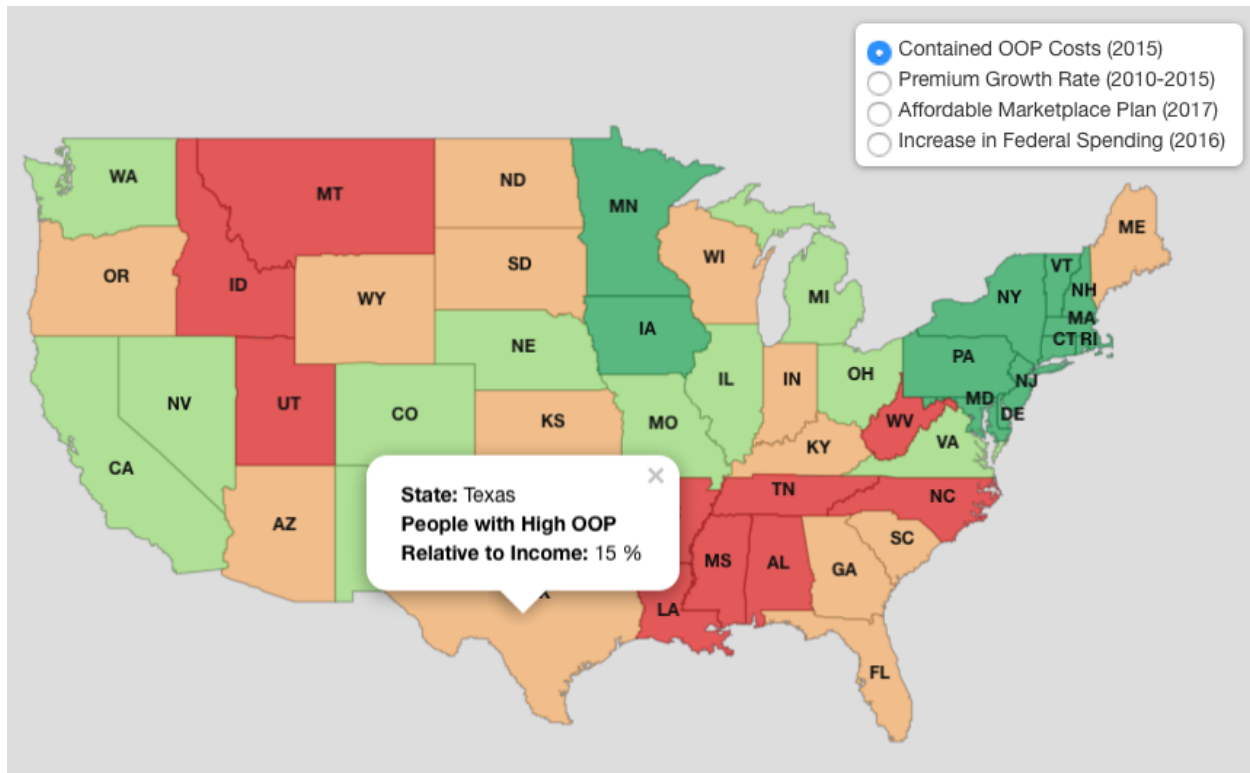 Contained OOP Costs (2015)
Premium Growth Rate (2010-2015)
Affordable Marketplace Plan (2017)
Increase in Federal Spending (2016)
WA
MT
ND
MN
ME
OR
ID
SD
WI
VT
NH
WY
MI
NY
MA
IA
CT RI
NE
PA
NV
UT
CO
IL
IN
OH
NJ
MD
DE
KS
MO
WV
KY
VA
CA
×
State: Texas
People with High OOP
Relative to Income: 15 %
TN
NC
AZ
SC
MS
AL
GA
LA
FL